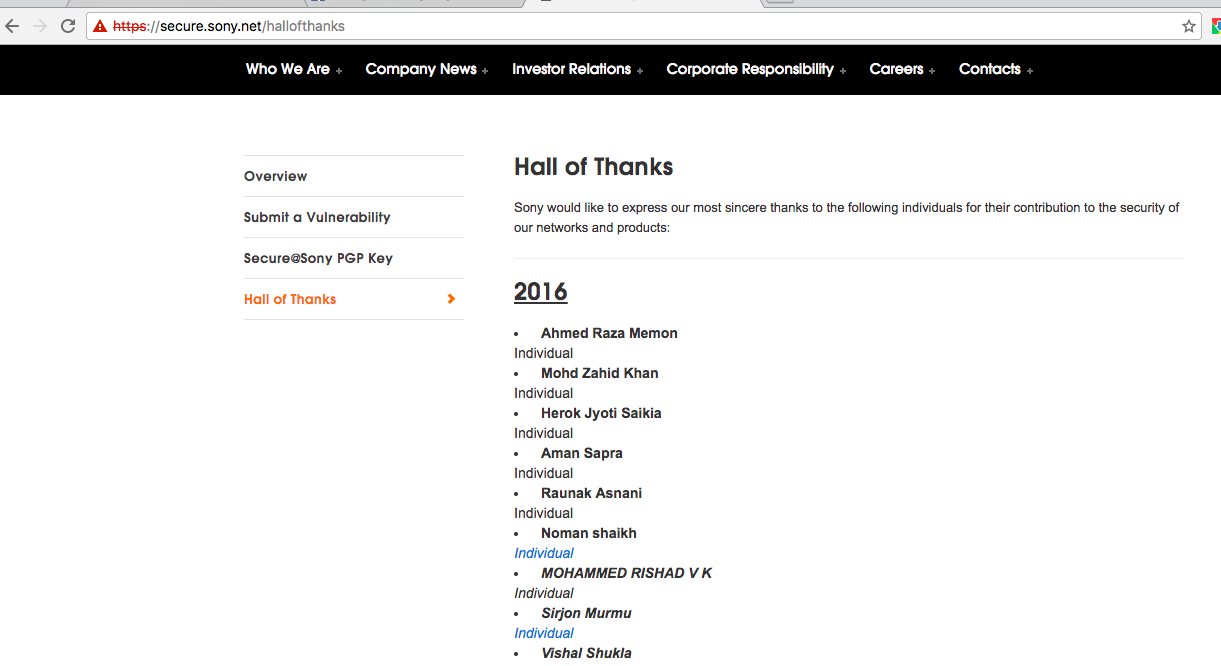 https://secure.sony.net/hallofthanks
Who We Are + Company News + Investor Relations + Corporate Responsibility + Careers + Contacts +
Overview
Submit a Vulnerability
Secure@Sony PGP Key
Hall of Thanks
Hall of Thanks
Sony would like to express our most sincere thanks to the following individuals for their contribution to the security of
our networks and products:
2016
• Ahmed Raza Memon
Individual
• Mohd Zahid Khan
Individual
• Herok Jyoti Saikia
Individual
• Aman Sapra
Individual
• Raunak Asnani
Individual
• Noman shaikh
Individual
• MOHAMMED RISHAD V K
Individual
• Sirjon Murmu
Individual
• Vishal Shukla